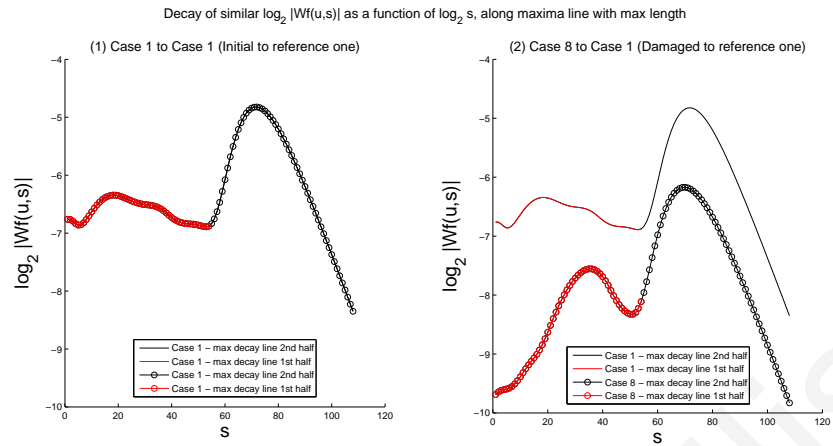 Decay of similar log2 |Wf(u,s)| as a function of log2 s, along maxima line with max length
(1) Case 1 to Case 1 (Initial to reference one)
−4
−5
−6
−7
−8
−9
−10
log2 |Wf(u,s)|
0 20 40 60 80 100 120
s
Case 1 − max decay line 2nd half
Case 1 − max decay line 1st half
Case 1 − max decay line 2nd half
Case 1 − max decay line 1st half
(2) Case 8 to Case 1 (Damaged to reference one)
−4
−5
−6
−7
−8
−9
−10
log2 |Wf(u,s)|
0 20 40 60 80 100 120
s
Case 1 − max decay line 2nd half
Case 1 − max decay line 1st half
Case 8 − max decay line 2nd half
Case 8 − max decay line 1st half